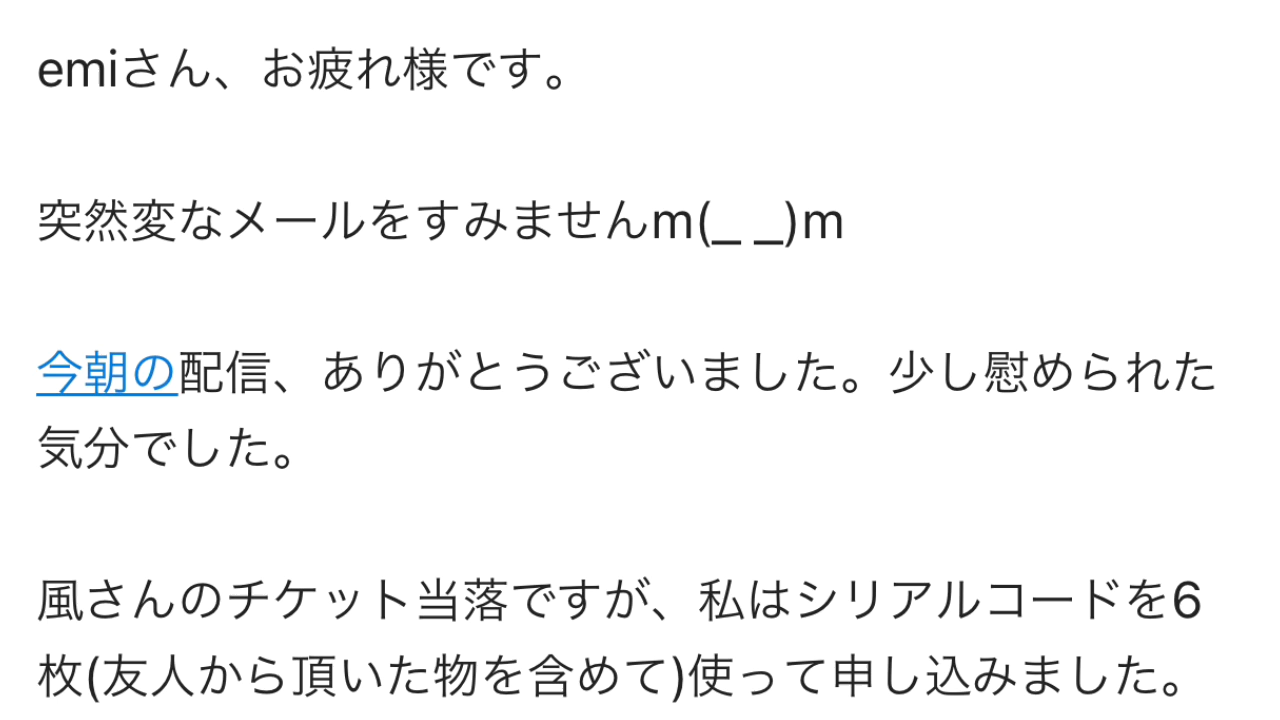 emiさん、お疲れ様です。
突然変なメールをすみませんm(_ _)m
今朝の配信、ありがとうございました。少し慰められた
気分でした。
風さんのチケット当落ですが、私はシリアルコードを6
枚(友人から頂いた物を含めて)使って申し込みました。